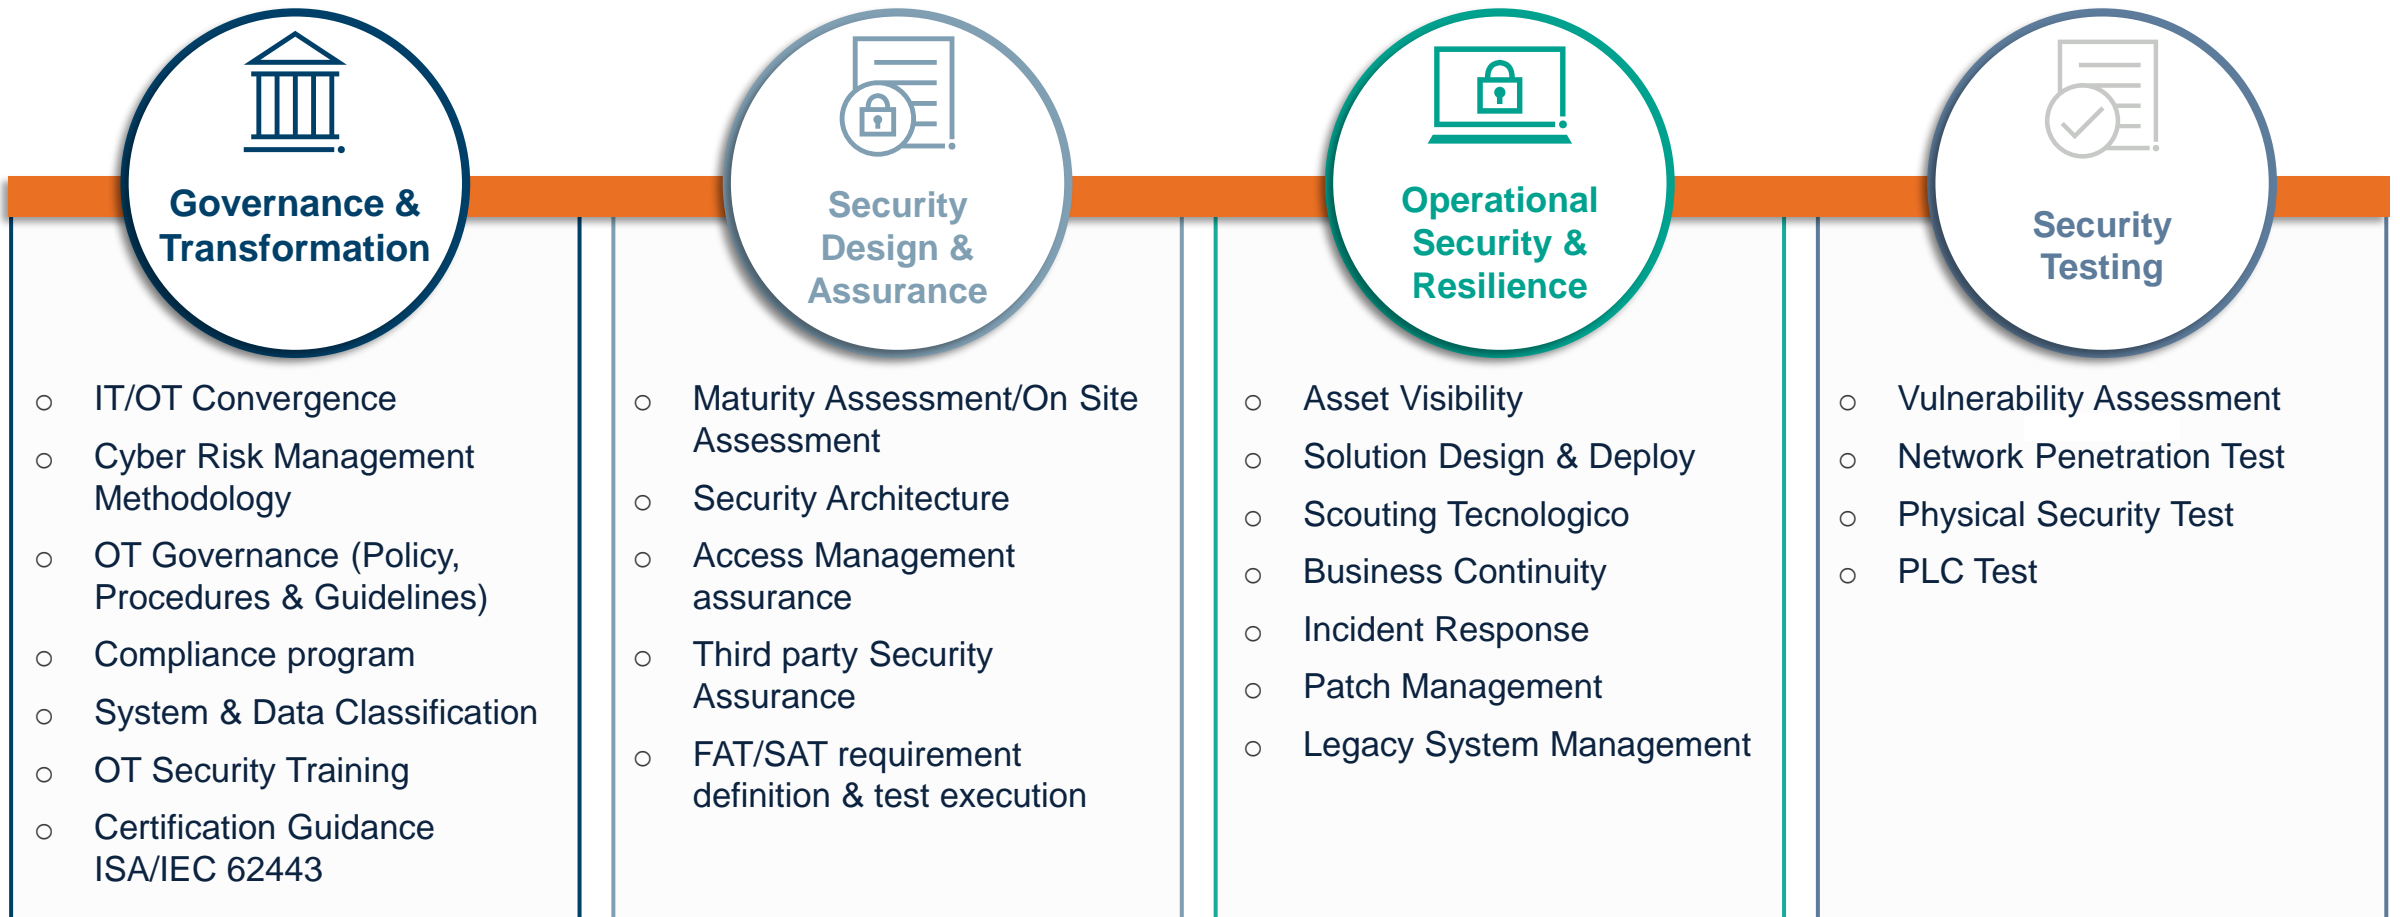 Governance &
Transformation
IT/OT Convergence
Cyber Risk Management
Methodology
OT Governance (Policy,
Procedures & Guidelines)
Compliance program
System & Data Classification
OT Security Training
Certification Guidance
ISA/IEC 62443
Security
Design &
Assurance
Maturity Assessment/On Site
Assessment
Security Architecture
Access Management
assurance
Third party Security
Assurance
FAT/SAT requirement
definition & test execution
Operational
Security &
Resilience
Asset Visibility
Solution Design & Deploy
Scouting Tecnologico
Business Continuity
Incident Response
Patch Management
Legacy System Management
Security
Testing
Vulnerability Assessment
Network Penetration Test
Physical Security Test
PLC Test